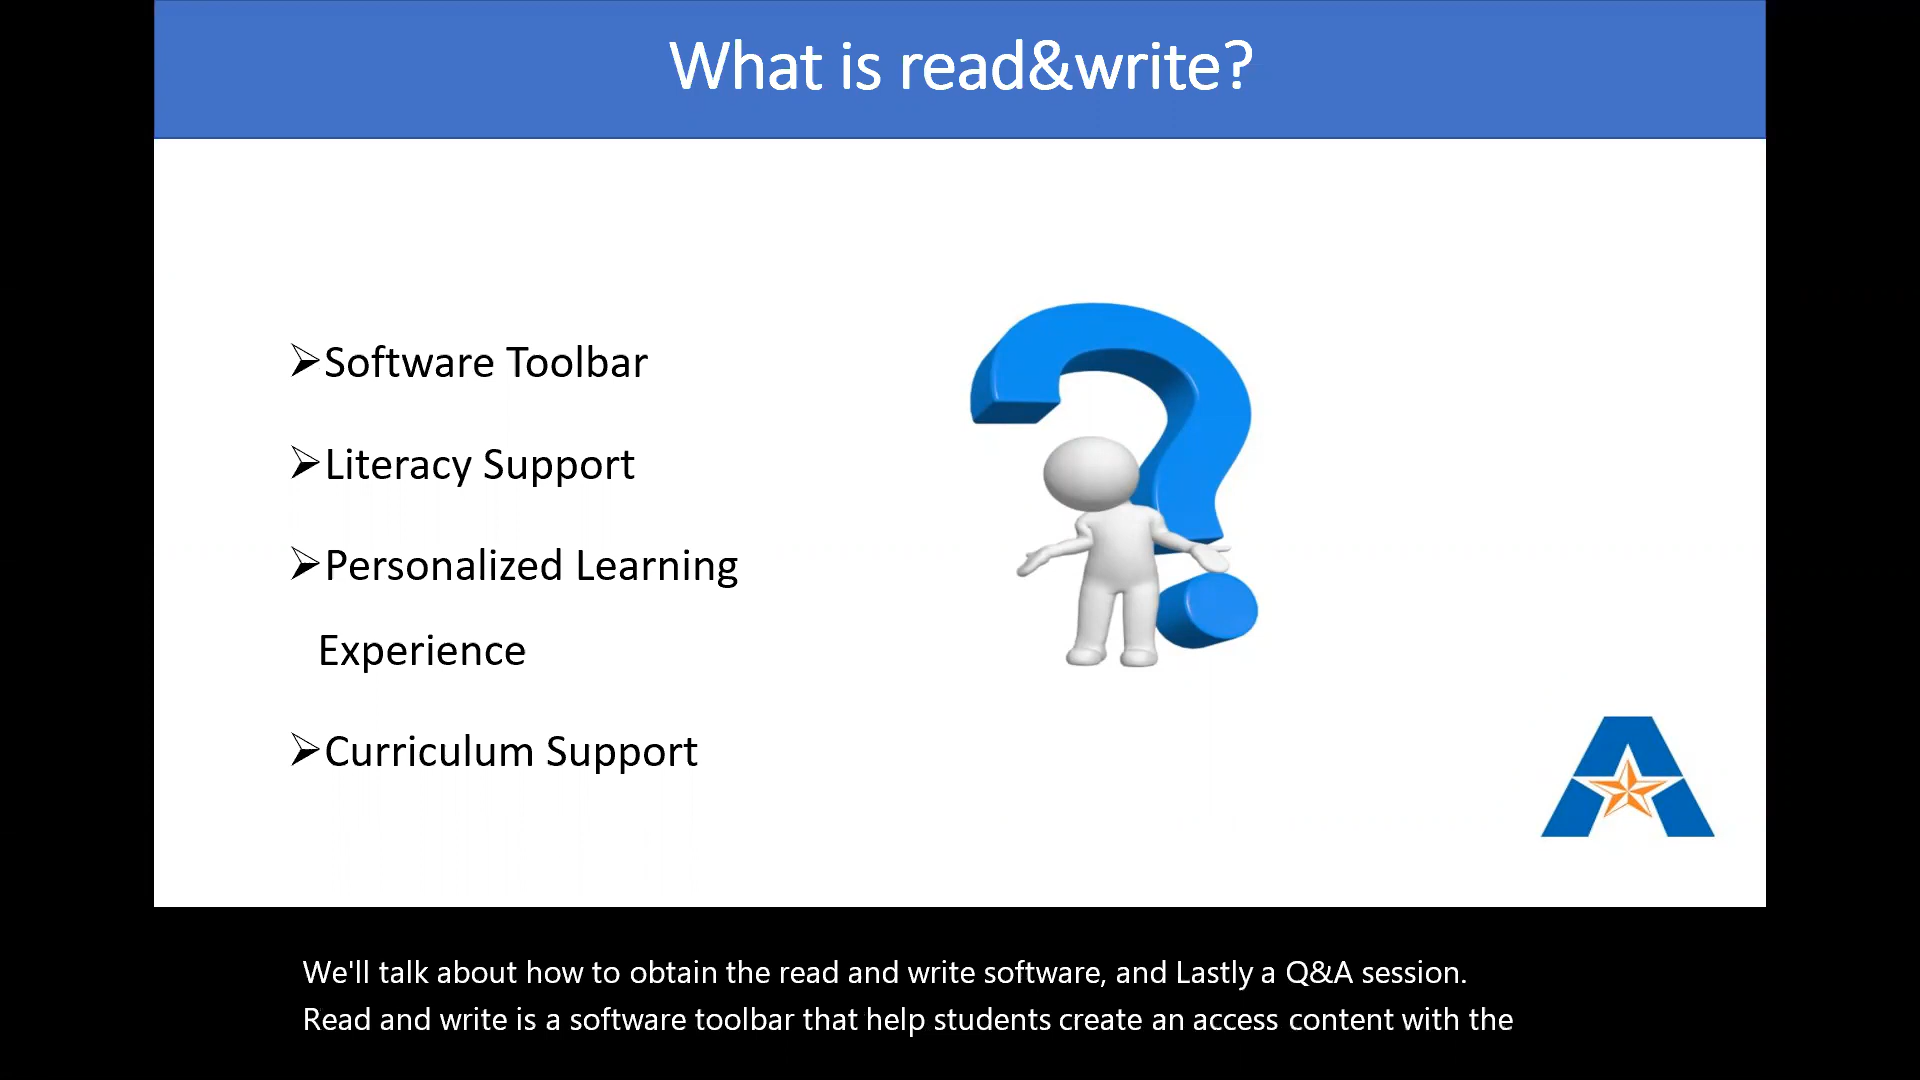 What is read&write?
➢Software Toolbar
➢Literacy Support
➢Personalized Learning
Experience
➢Curriculum Support
We'll talk about how to obtain the read and write software, and Lastly a Q&A session.
Read and write is a software toolbar that help students create an access content with the